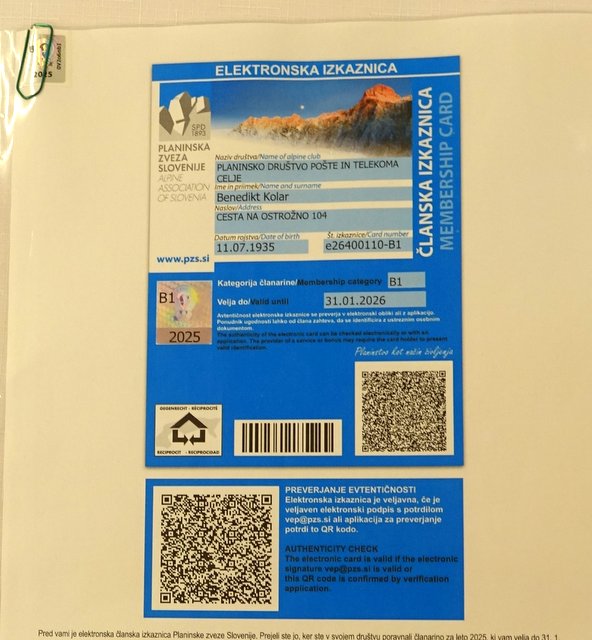 2025
ELEKTRONSKA IZKAZNICA
SPD
1893
PLANINSKA
ZVEZA
SLOVENIJE
ALPINE
ASSOCIATION
OF SLOVENIA
www.pzs.si
Naziv društva/Name of alpine club
PLANINSKO DRUŠTVO POŠTE IN TELEKOMA
CELJE
Ime in priimek/Name and surname
Benedikt Kolar
Naslov/Address
CESTA NA OSTROŽNO 104
Datum rojstva/Date of birth
Št. izkaznice/Card number
11.07.1935
e26400110-B1
ČLANSKA IZKAZNICA
MEMBERSHIP CARD
Kategorija članarine/Membership category B1
Velja do/Valid until 31.01.2026
B1
2025
Avtentičnost elektronske izkaznice se preverja v elektronski obliki ali z aplikacijo.
Ponudnik ugodnosti lahko od člana zahteva, da se identificira z ustreznim osebnim
dokumentom.
The authenticity of the electronic card can be checked electronically or with an
application. The provider of a service or bonus may require the card holder to present
valid identification.
Planinstvo kot način življenja
GEGENRECHT - RÉCIPROCITÉ
RECIPROCIT - RECIPROCIDAD
PREVERJANJE EVTENTIČNOSTI
Elektronska izkaznica je veljavna, če je
veljaven elektronski podpis s potrdilom
vep@pzs.si ali aplikacija za preverjanje
potrdi to QR kodo.
AUTHENTICITY CHECK
The electronic card is valid if the electronic
signature vep@pzs.si is valid or
this QR code is confirmed by verification
application.
Pred vami je elektronska članska izkaznica Planinske zveze Slovenije. Prejeli ste jo, ker ste v svojem društvu poravnali članarino za leto 2025, ki vam velja do 31. 1.